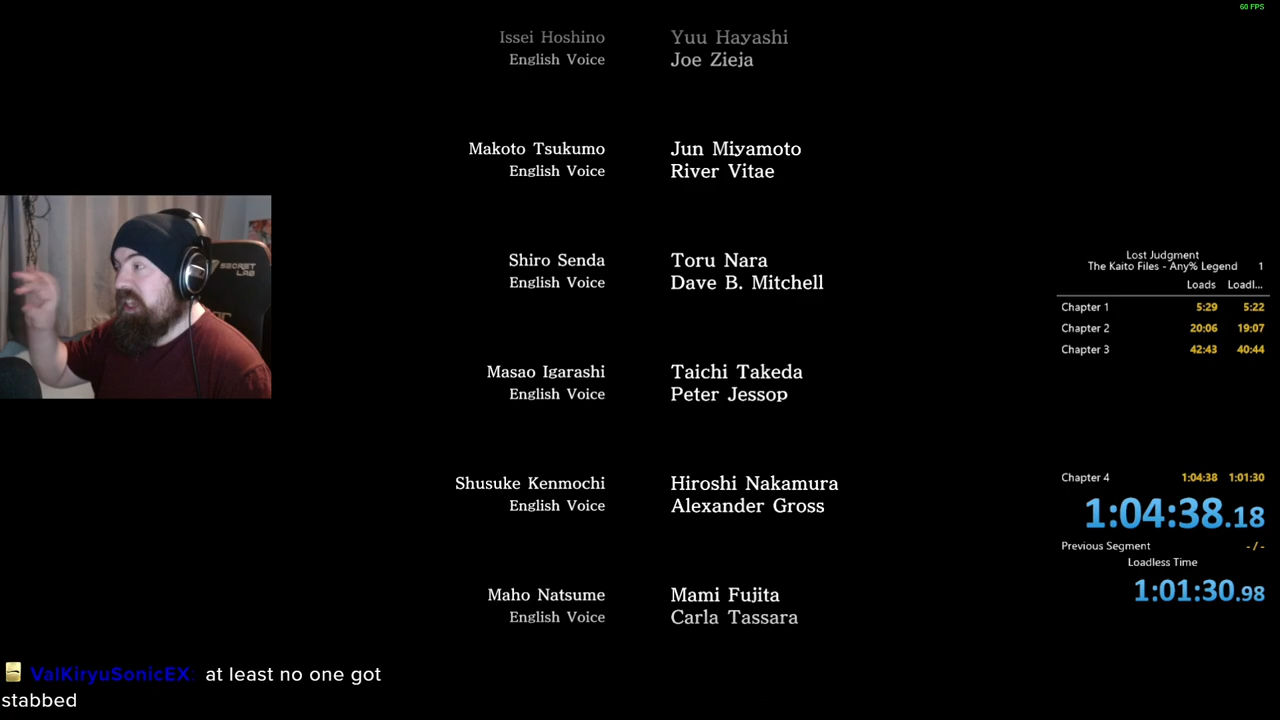 60 FPS
Issei Hoshino Yuu Hayashi
English Voice Joe Zieja
Makoto Tsukumo Jun Miyamoto
English Voice River Vitae
Shiro Senda Toru Nara
English Voice Dave B. Mitchell
Masao Igarashi Taichi Takeda
English Voice Peter Jessop
Shusuke Kenmochi Hiroshi Nakamura
English Voice Alexander Gross
Maho Natsume Mami Fujita
English Voice Carla Tassara
SECRET
LAB
Lost Judgment
The Kaito Files - Any% Legend 1
Loads Loadl...
Chapter 1 5:29 5:22
Chapter 2 20:06 19:07
Chapter 3 42:43 40:44
Chapter 4 1:04:38 1:01:30
1:04:38.18
Previous Segment - / -
Loadless Time
1:01:30.98
ValKiryuSonicEX: at least no one got
stabbed